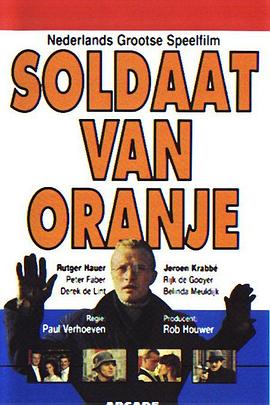 Nederlands Grootse Speelfilm
SOLDAAT
VAN
ORANJE
Rutger Hauer Jeroen Krabbé
Peter Faber Rijk de Gooyer
Derek de Lint Belinda Meuldijk
Regie: Producent:
Paul Verhoeven Rob Houwer
ARCADE